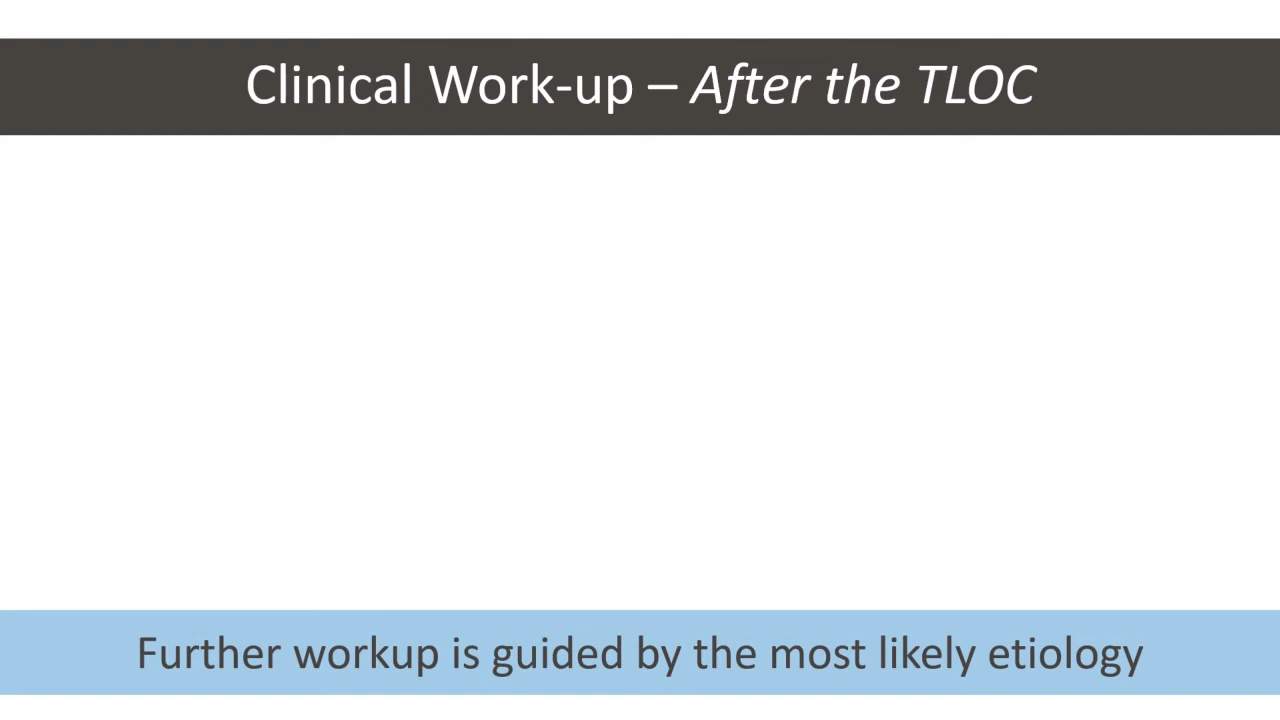 Clinical Work-up – After the TLOC
Further workup is guided by the most likely etiology